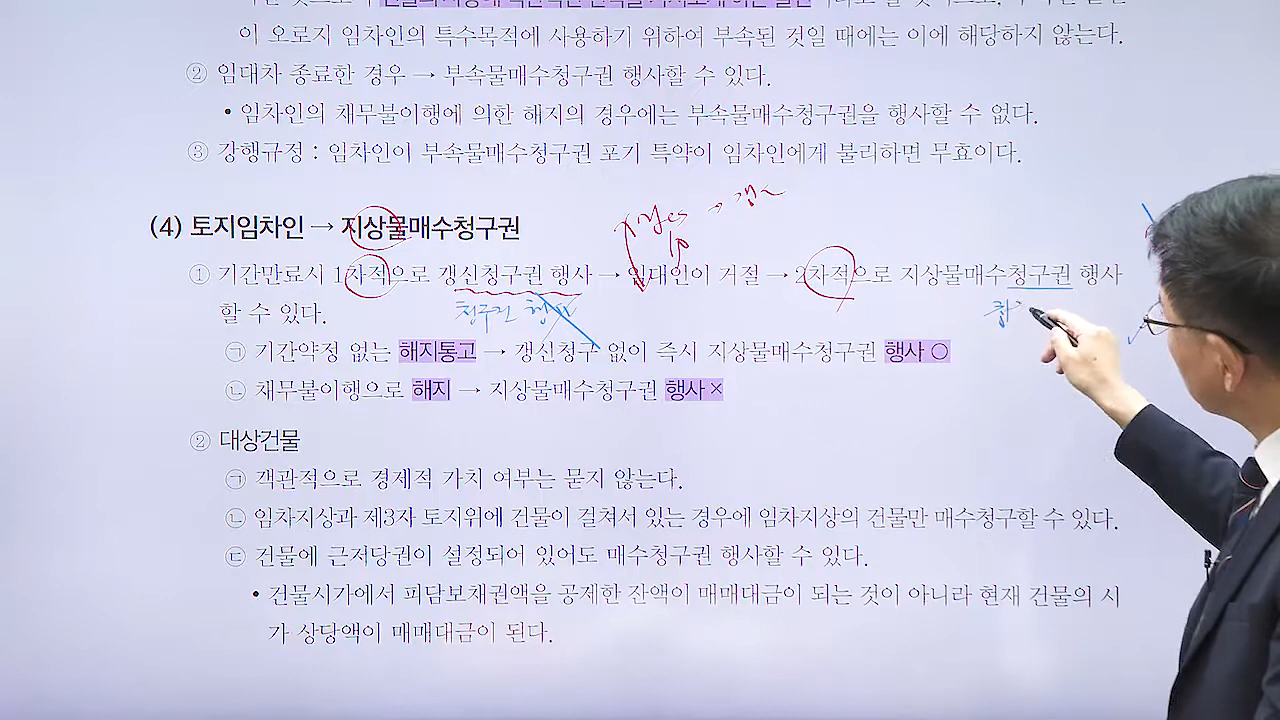 이 오로지 임차인의 특수목적에 사용하기 위하여 부속된 것일 때에는 이에 해당하지 않는다.
② 임대차 종료한 경우 → 부속물매수청구권 행사할 수 있다.
• 임차인의 채무불이행에 의한 해지의 경우에는 부속물매수청구권을 행사할 수 없다.
③ 강행규정 : 임차인이 부속물매수청구권 포기 특약이 임차인에게 불리하면 무효이다.
(4) 토지임차인 → 지상물매수청구권
yes → 갱신
① 기간만료시 1차적으로 갱신청구권 행사 → 임대인이 거절 → 2차적으로 지상물매수청구권 행사
할 수 있다.
청구권
㉠ 기간약정 없는 해지통고 → 갱신청구 없이 즉시 지상물매수청구권 행사 ○
㉡ 채무불이행으로 해지 → 지상물매수청구권 행사 ×
② 대상건물
㉠ 객관적으로 경제적 가치 여부는 묻지 않는다.
㉡ 임차지상과 제3자 토지위에 건물이 걸쳐서 있는 경우에 임차지상의 건물만 매수청구할 수 있다.
㉢ 건물에 근저당권이 설정되어 있어도 매수청구권 행사할 수 있다.
• 건물시가에서 피담보채권액을 공제한 잔액이 매매대금이 되는 것이 아니라 현재 건물의 시
가 상당액이 매매대금이 된다.